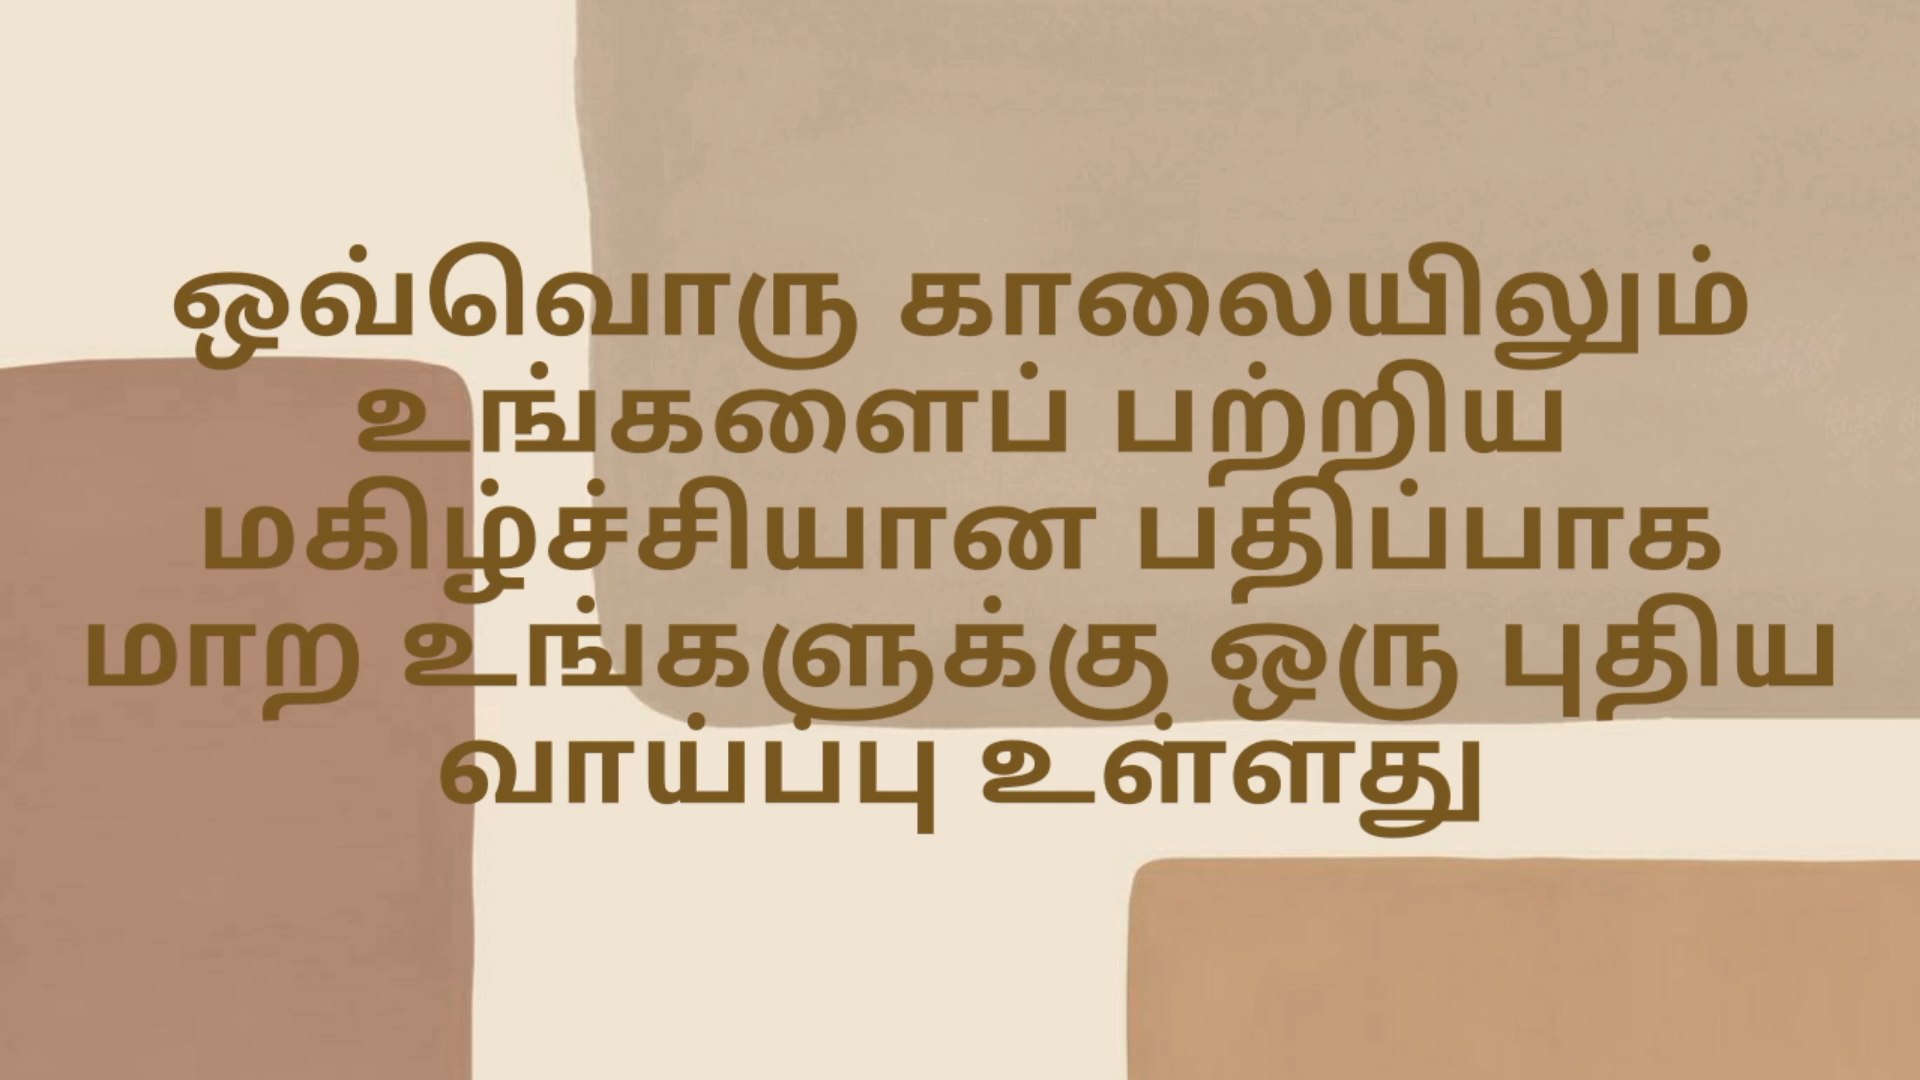 ஒவ்வொரு காலையிலும்
உங்களைப் பற்றிய
மகிழ்ச்சியான பதிப்பாக
மாற உங்களுக்கு ஒரு புதிய
வாய்ப்பு உள்ளது